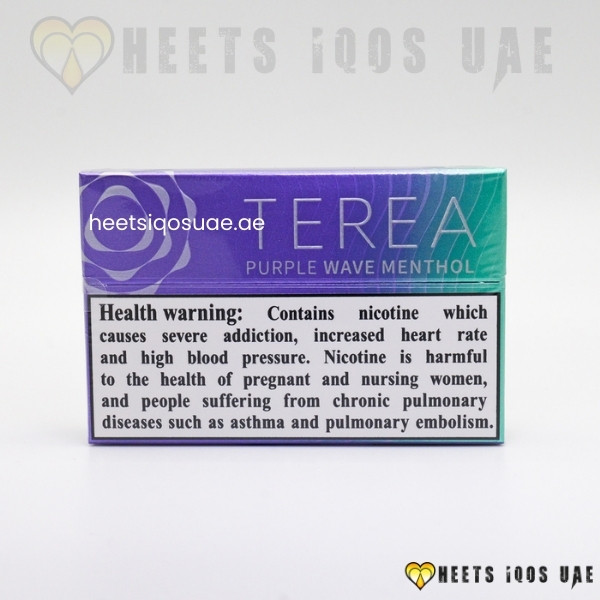 HEETS iQOS UAE
heetsiqosuae.ae
TEREA
PURPLE WAVE MENTHOL
Health warning: Contains nicotine which
causes severe addiction, increased heart rate
and high blood pressure. Nicotine is harmful
to the health of pregnant and nursing women,
and people suffering from chronic pulmonary
diseases such as asthma and pulmonary embolism.
HEETS iQOS UAE